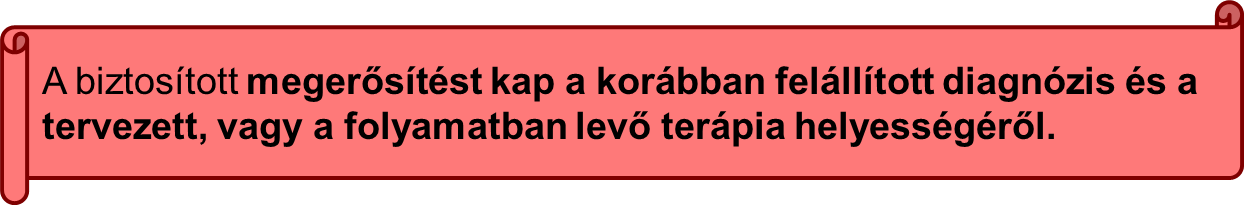 A biztosított megerősítést kap a korábban felállított diagnózis és a
tervezett, vagy a folyamatban levő terápia helyességéről.